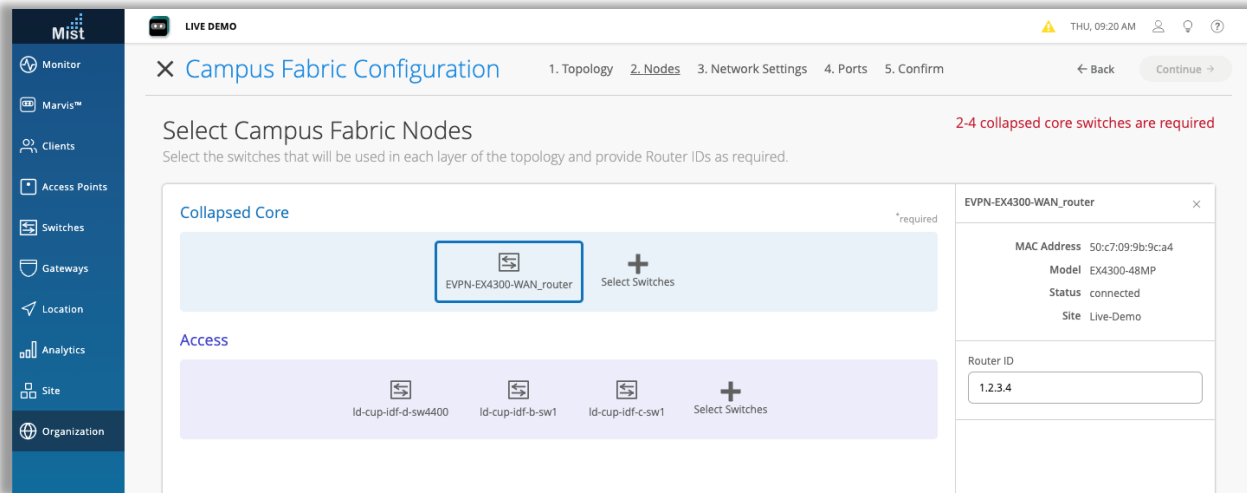 Mist
LIVE DEMO
THU, 09:20 AM
?
Monitor
Marvis™
Clients
Access Points
Switches
Gateways
Location
Analytics
Site
Organization
Campus Fabric Configuration
1. Topology 2. Nodes 3. Network Settings 4. Ports 5. Confirm
← Back
Continue →
Select Campus Fabric Nodes
2-4 collapsed core switches are required
Select the switches that will be used in each layer of the topology and provide Router IDs as required.
Collapsed Core
*required
EVPN-EX4300-WAN_router
Select Switches
Access
ld-cup-idf-d-sw4400
ld-cup-idf-b-sw1
ld-cup-idf-c-sw1
Select Switches
EVPN-EX4300-WAN_router
MAC Address 50:c7:09:9b:9c:a4
Model EX4300-48MP
Status connected
Site Live-Demo
Router ID
1.2.3.4